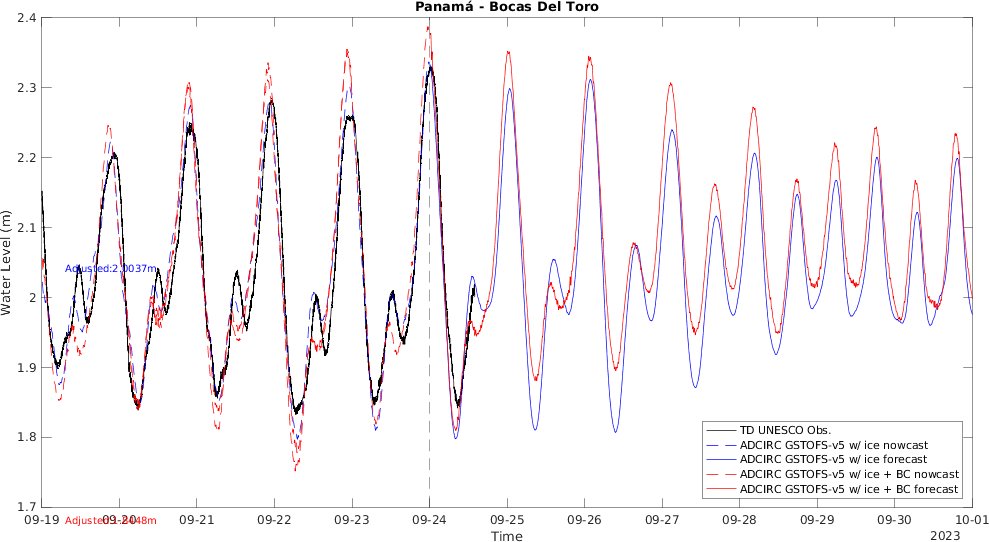 Panamá - Bocas Del Toro
2.4
2.3
2.2
2.1
2
1.9
1.8
1.7
Water Level (m)
Adjusted:2.0037m
TD UNESCO Obs.
ADCIRC GSTOFS-v5 w/ ice nowcast
ADCIRC GSTOFS-v5 w/ ice forecast
ADCIRC GSTOFS-v5 w/ ice + BC nowcast
ADCIRC GSTOFS-v5 w/ ice + BC forecast
09-19 09-20 09-21 09-22 09-23 09-24 09-25 09-26 09-27 09-28 09-29 09-30 10-01
Time
2023